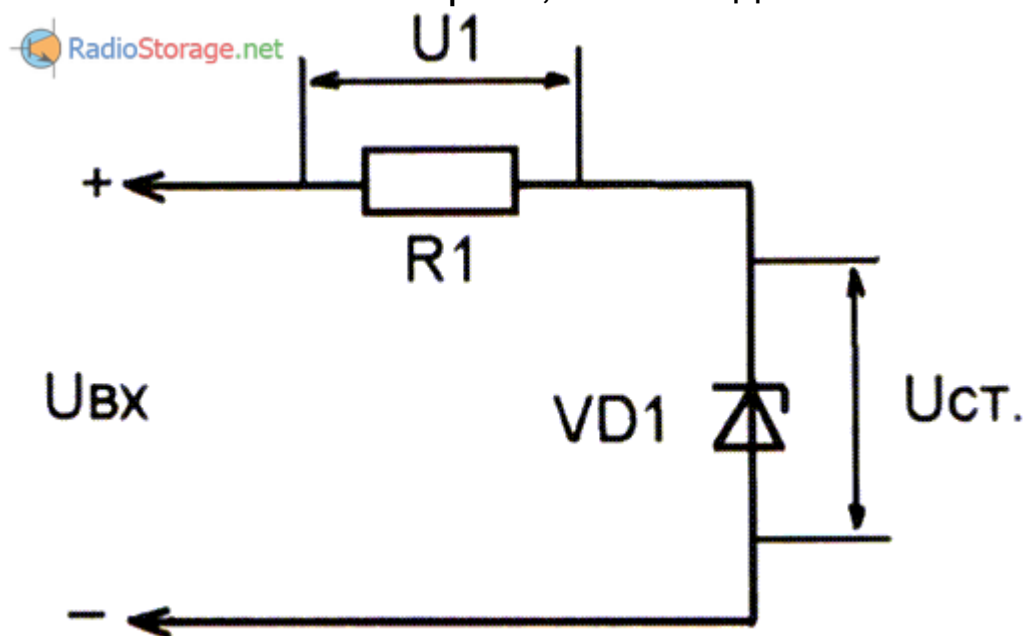 RadioStorage.net
U1
+
R1
UВХ
VD1
UСТ.
−